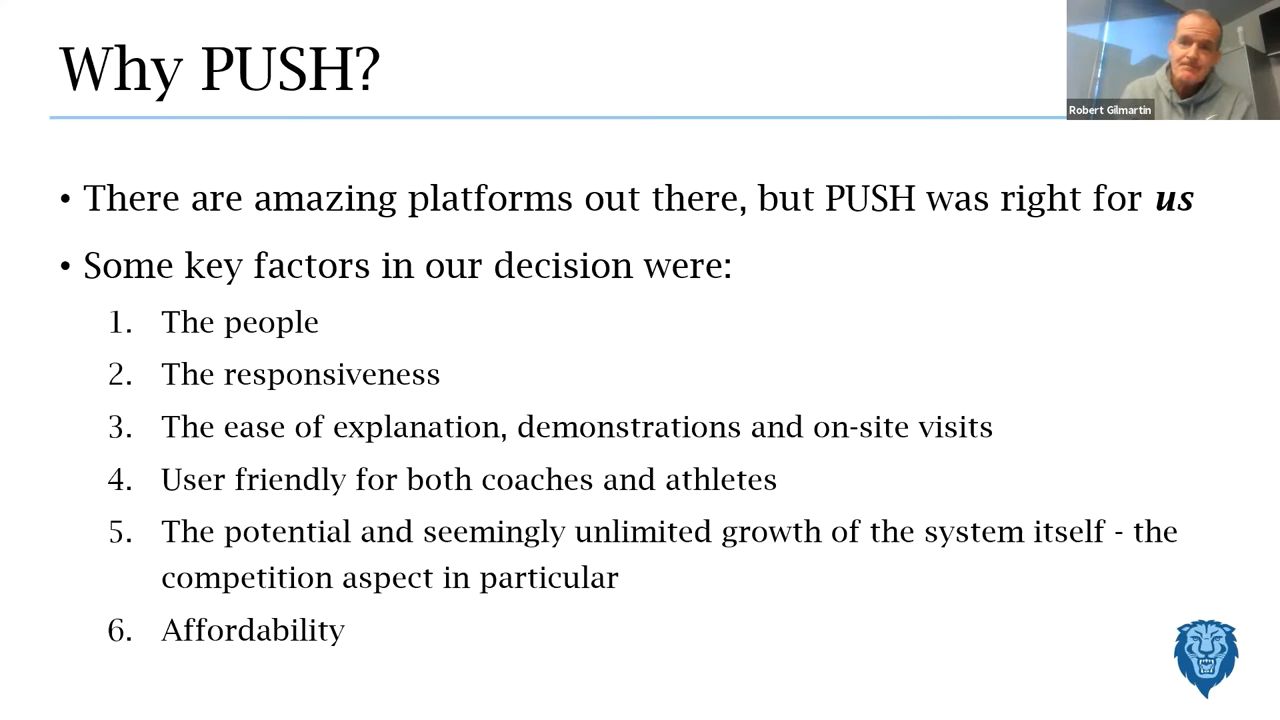 Why PUSH?
Robert Gilmartin
• There are amazing platforms out there, but PUSH was right for us
• Some key factors in our decision were:
1. The people
2. The responsiveness
3. The ease of explanation, demonstrations and on-site visits
4. User friendly for both coaches and athletes
5. The potential and seemingly unlimited growth of the system itself - the
competition aspect in particular
6. Affordability